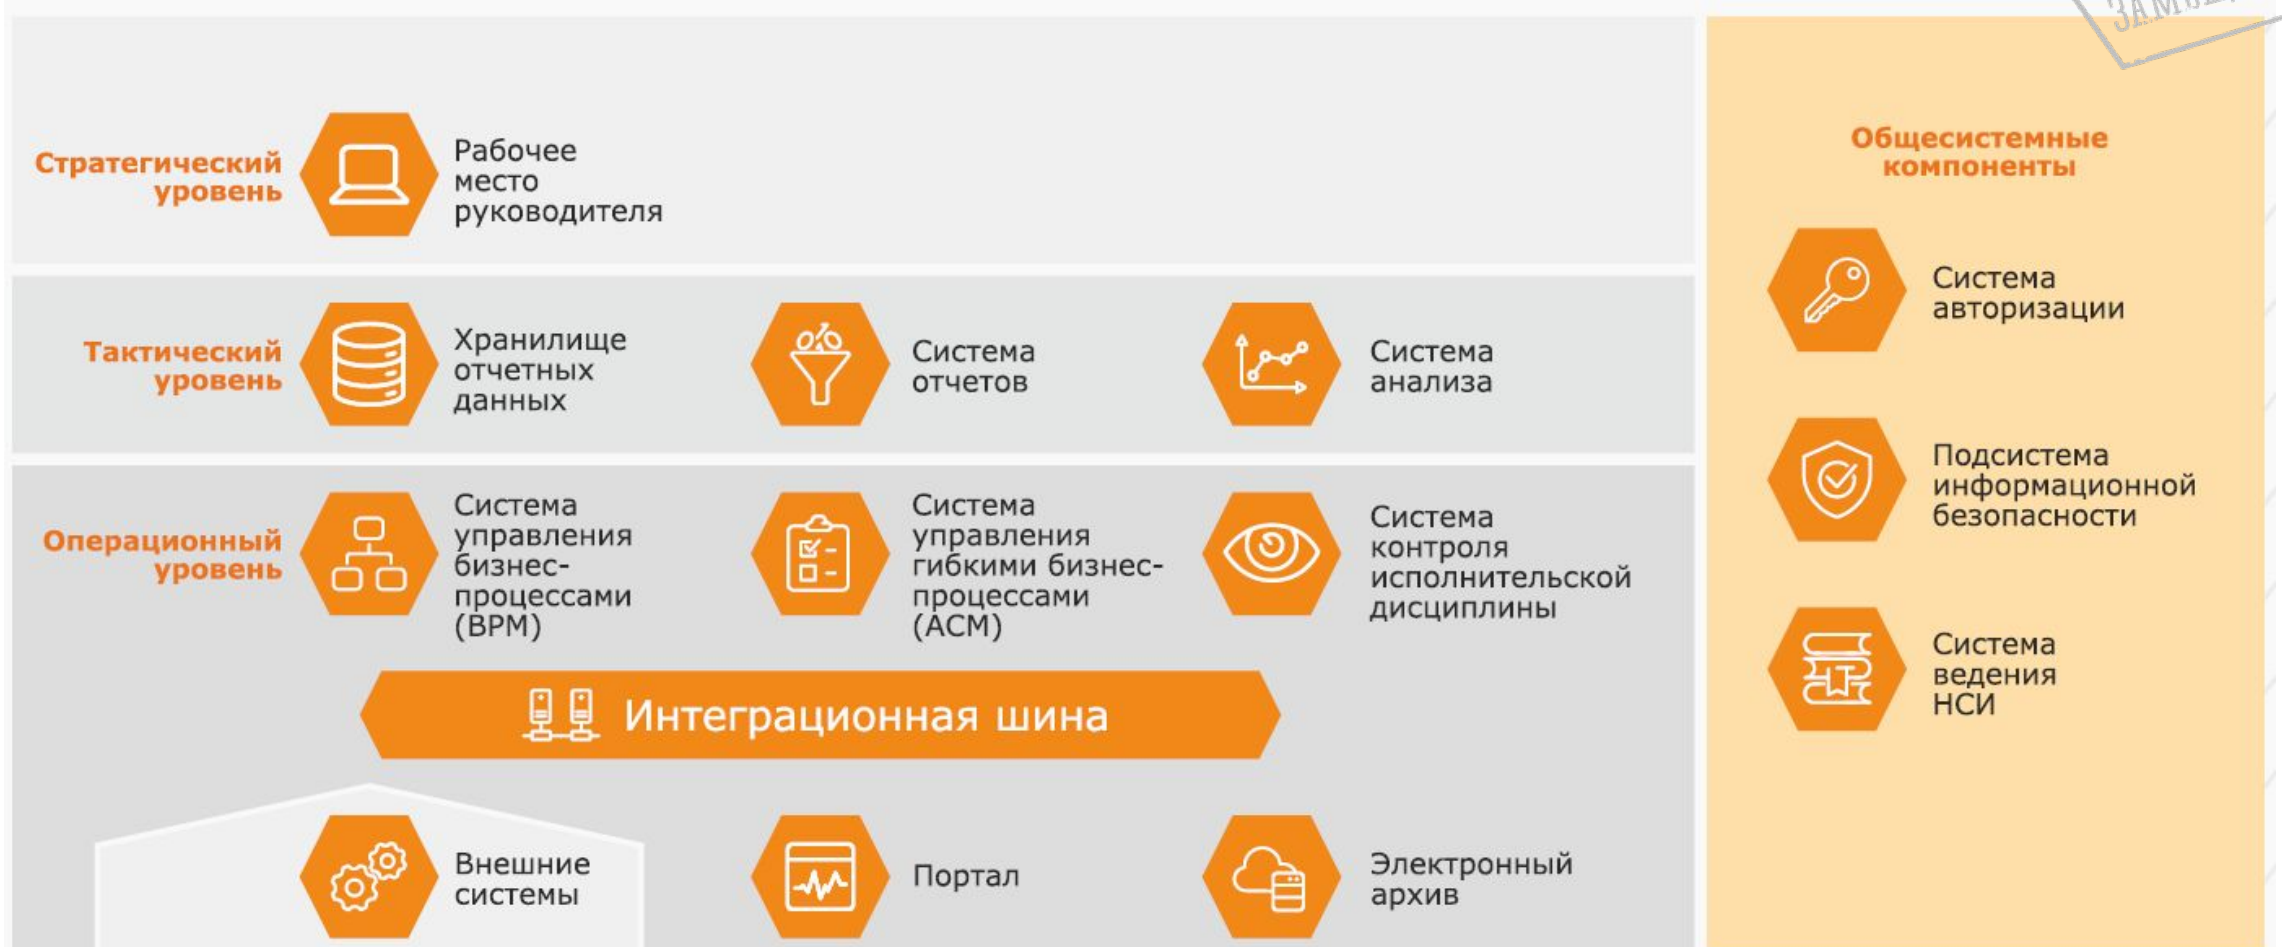 Стратегический
уровень
Рабочее
место
руководителя
Тактический
уровень
Хранилище
отчетных
данных
Система
отчетов
Система
анализа
Операционный
уровень
Система
управления
бизнес-
процессами
(BPM)
Система
управления
гибкими бизнес-
процессами
(ACM)
Система
контроля
исполнительской
дисциплины
Интеграционная шина
Внешние
системы
Портал
Электронный
архив
Общесистемные
компоненты
Система
авторизации
Подсистема
информационной
безопасности
Система
ведения
НСИ